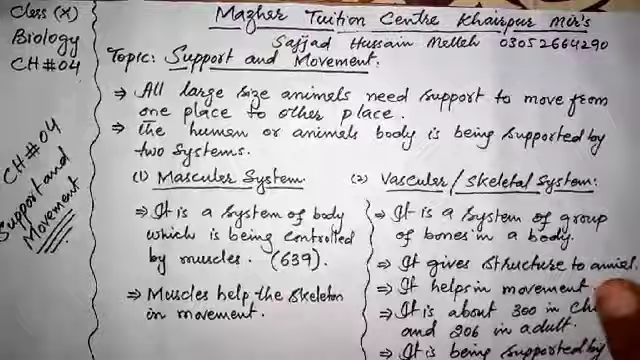 Class (X)
Biology
CH#04
CH#04
Support and
Movement
Mazher Tuition Centre Khairpur Mir's
Sajjad Hussain Melleh 03052664290
Topic: Support and Movement.
⇒ All large size animals need support to move from
one place to other place.
⇒ The human or animals body is being supported by
two systems.
(1) Mascular System
⇒ It is a system of body
which is being controlled
by muscles. (639).
⇒ Muscles help the skeleton
in movement.
(2) Vascular/Skeletal System:
⇒ It is a system of group
of bones in a body.
⇒ It gives structure to
⇒ It helps in movement
⇒ It is about 300 in
and 206 in adult.
⇒ It is being supported by